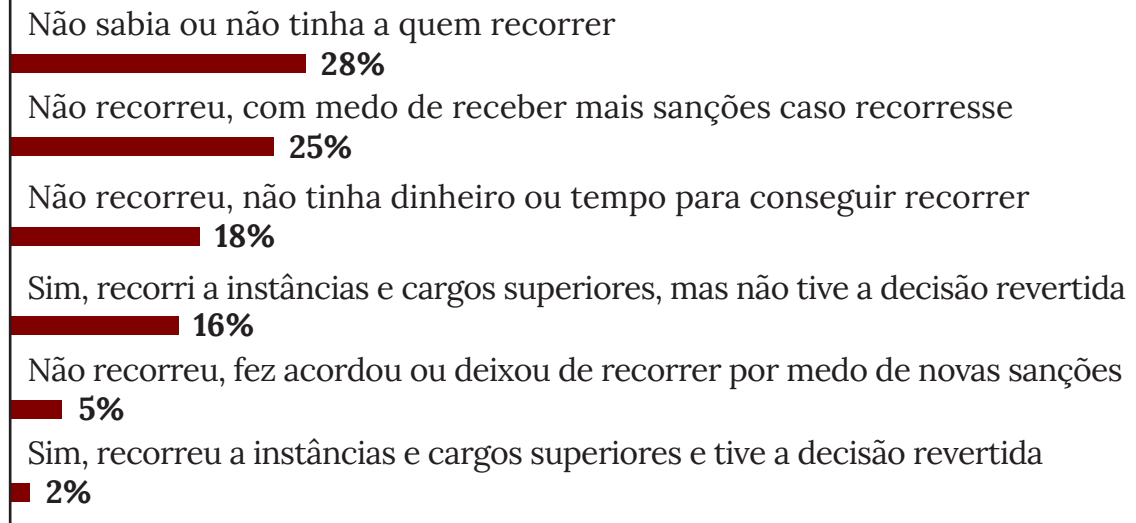 Não sabia ou não tinha a quem recorrer
28%
Não recorreu, com medo de receber mais sanções caso recorresse
25%
Não recorreu, não tinha dinheiro ou tempo para conseguir recorrer
18%
Sim, recorri a instâncias e cargos superiores, mas não tive a decisão revertida
16%
Não recorreu, fez acordou ou deixou de recorrer por medo de novas sanções
5%
Sim, recorreu a instâncias e cargos superiores e tive a decisão revertida
2%